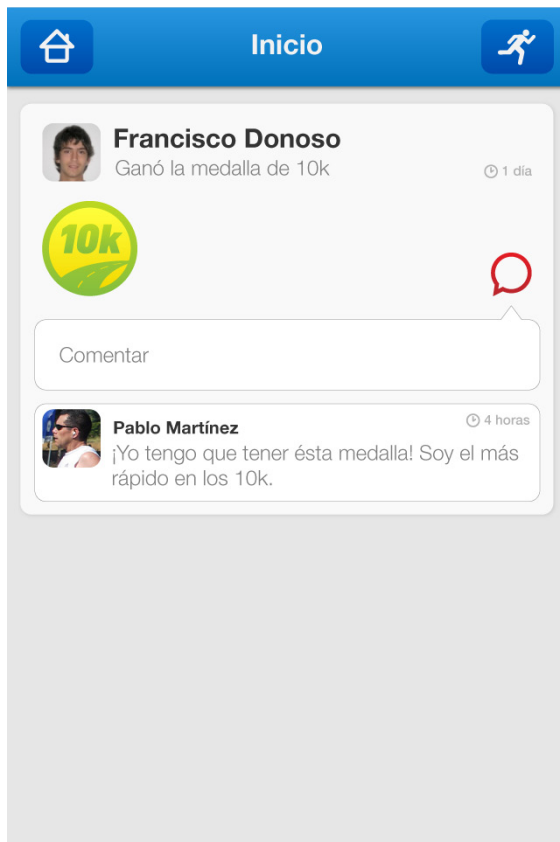 Inicio
Francisco Donoso
Ganó la medalla de 10k
1 día
10k
Comentar
Pablo Martínez
4 horas
¡Yo tengo que tener ésta medalla! Soy el más
rápido en los 10k.